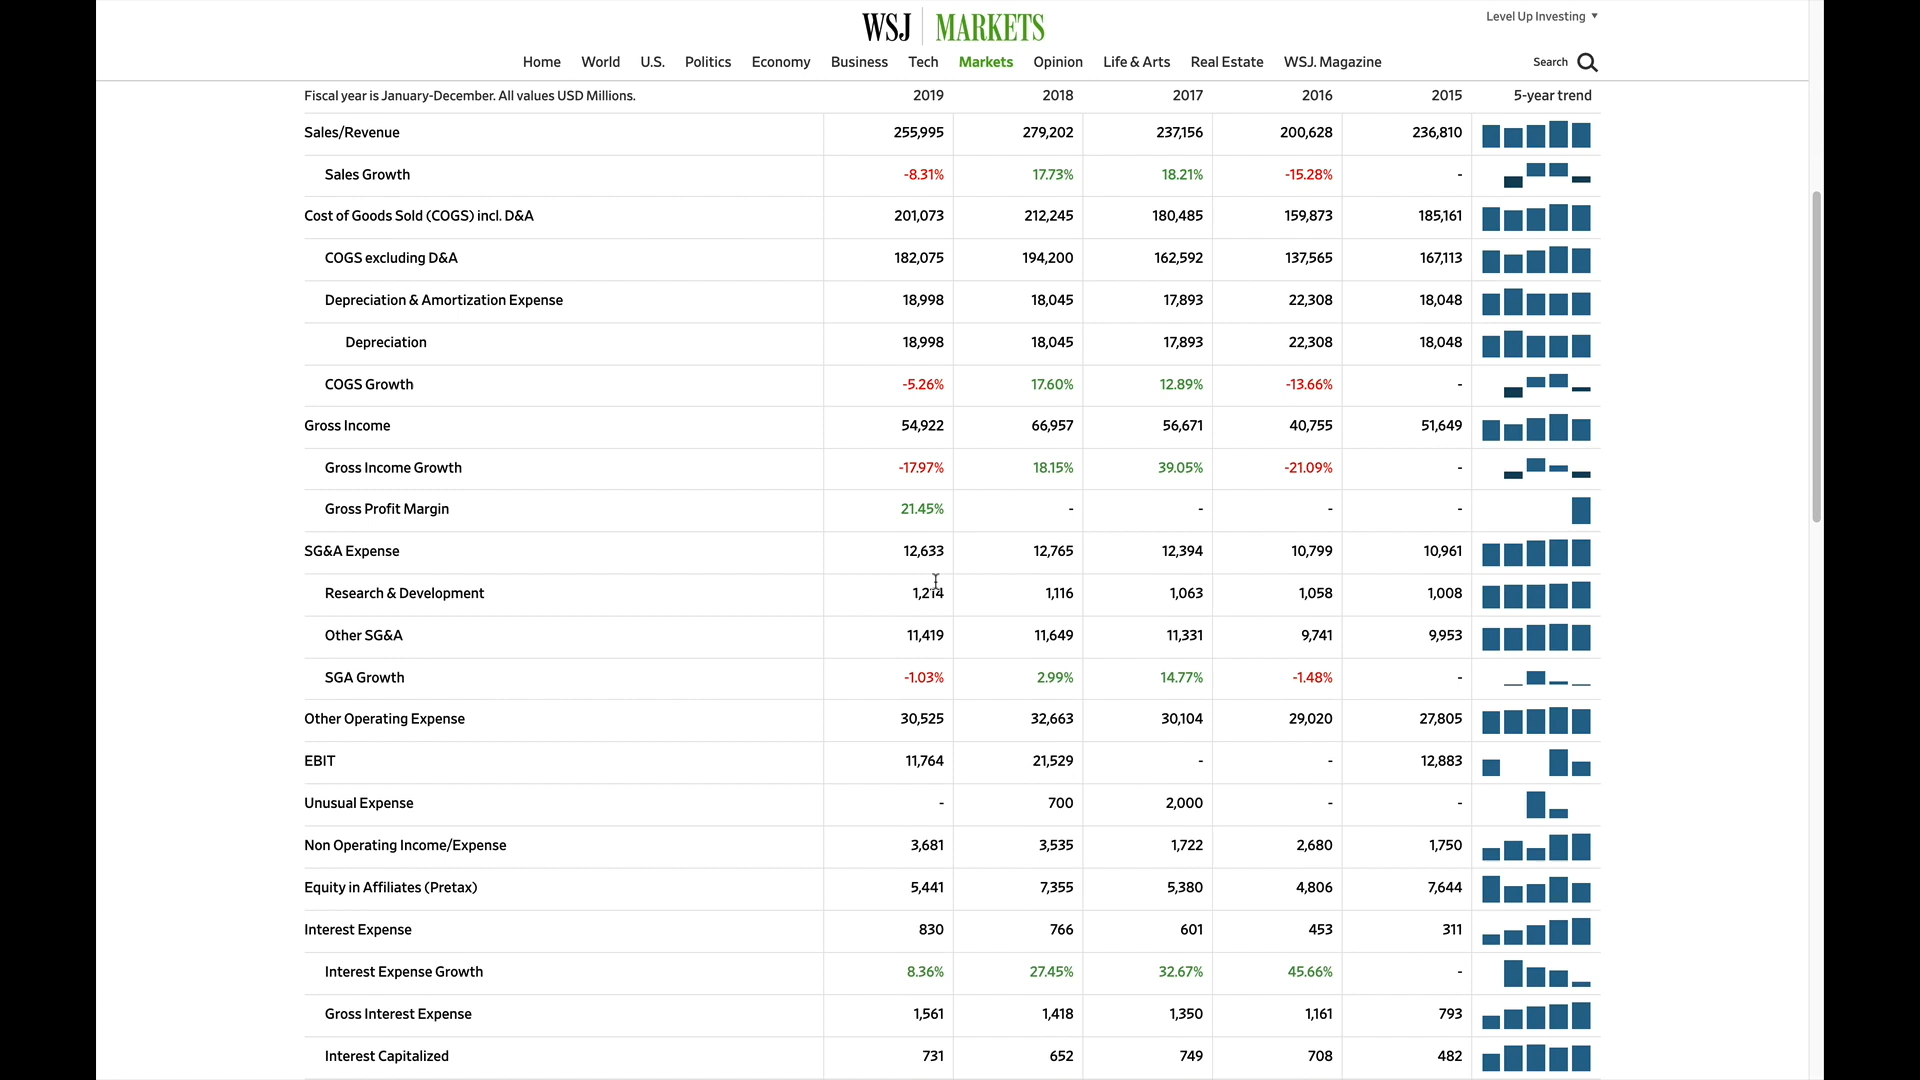 WSJ MARKETS
Level Up Investing
Home World U.S. Politics Economy Business Tech Markets Opinion Life & Arts Real Estate WSJ. Magazine Search
Fiscal year is January-December. All values USD Millions. 2019 2018 2017 2016 2015 5-year trend
Sales/Revenue 255,995 279,202 237,156 200,628 236,810
Sales Growth -8.31% 17.73% 18.21% -15.28% -
Cost of Goods Sold (COGS) incl. D&A 201,073 212,245 180,485 159,873 185,161
COGS excluding D&A 182,075 194,200 162,592 137,565 167,113
Depreciation & Amortization Expense 18,998 18,045 17,893 22,308 18,048
Depreciation 18,998 18,045 17,893 22,308 18,048
COGS Growth -5.26% 17.60% 12.89% -13.66% -
Gross Income 54,922 66,957 56,671 40,755 51,649
Gross Income Growth -17.97% 18.15% 39.05% -21.09% -
Gross Profit Margin 21.45% - - - -
SG&A Expense 12,633 12,765 12,394 10,799 10,961
Research & Development 1,214 1,116 1,063 1,058 1,008
Other SG&A 11,419 11,649 11,331 9,741 9,953
SGA Growth -1.03% 2.99% 14.77% -1.48% -
Other Operating Expense 30,525 32,663 30,104 29,020 27,805
EBIT 11,764 21,529 - - 12,883
Unusual Expense - 700 2,000 - -
Non Operating Income/Expense 3,681 3,535 1,722 2,680 1,750
Equity in Affiliates (Pretax) 5,441 7,355 5,380 4,806 7,644
Interest Expense 830 766 601 453 311
Interest Expense Growth 8.36% 27.45% 32.67% 45.66% -
Gross Interest Expense 1,561 1,418 1,350 1,161 793
Interest Capitalized 731 652 749 708 482